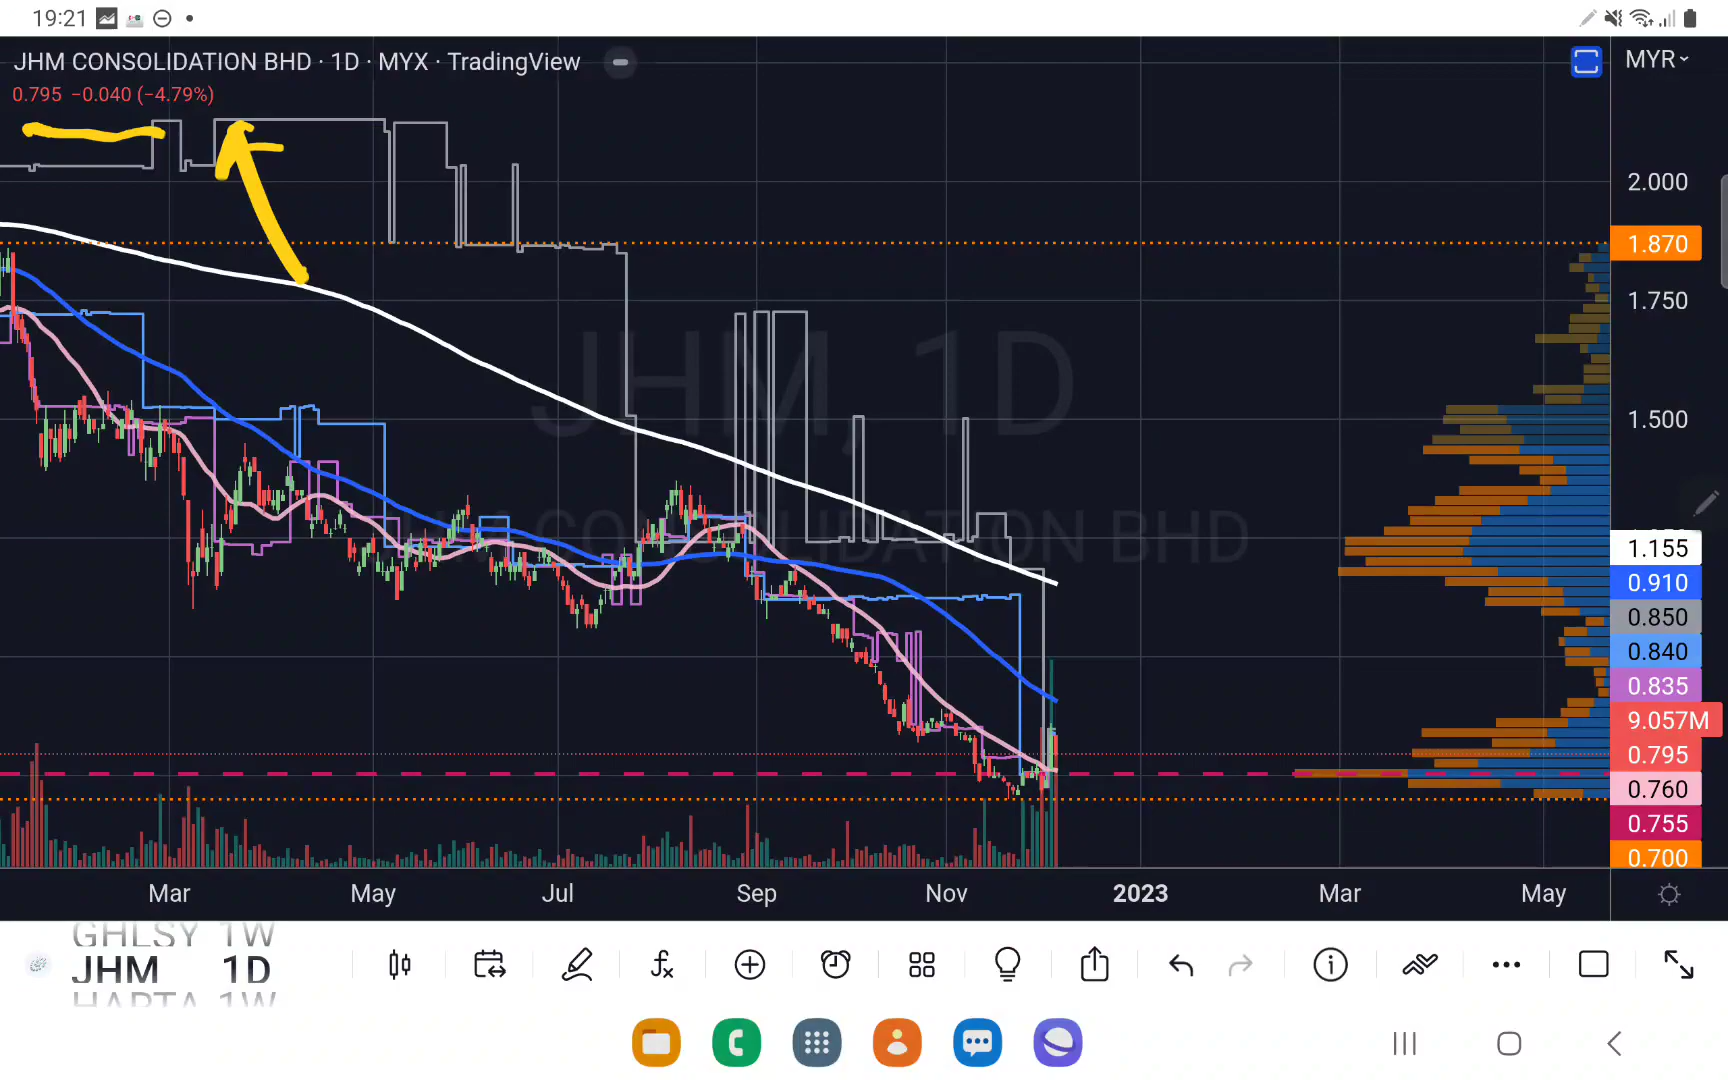 19:21
JHM CONSOLIDATION BHD · 1D · MYX · TradingView
MYR
0.795 −0.040 (−4.79%)
2.000
1.870
1.750
JHM, 1D
1.500
JHM CONSOLIDATION BHD
1.155
0.910
0.850
0.840
0.835
9.057M
0.795
0.760
0.755
0.700
Mar May Jul Sep Nov 2023 Mar May
GHLSY 1W
JHM 1D
HARTA 1W